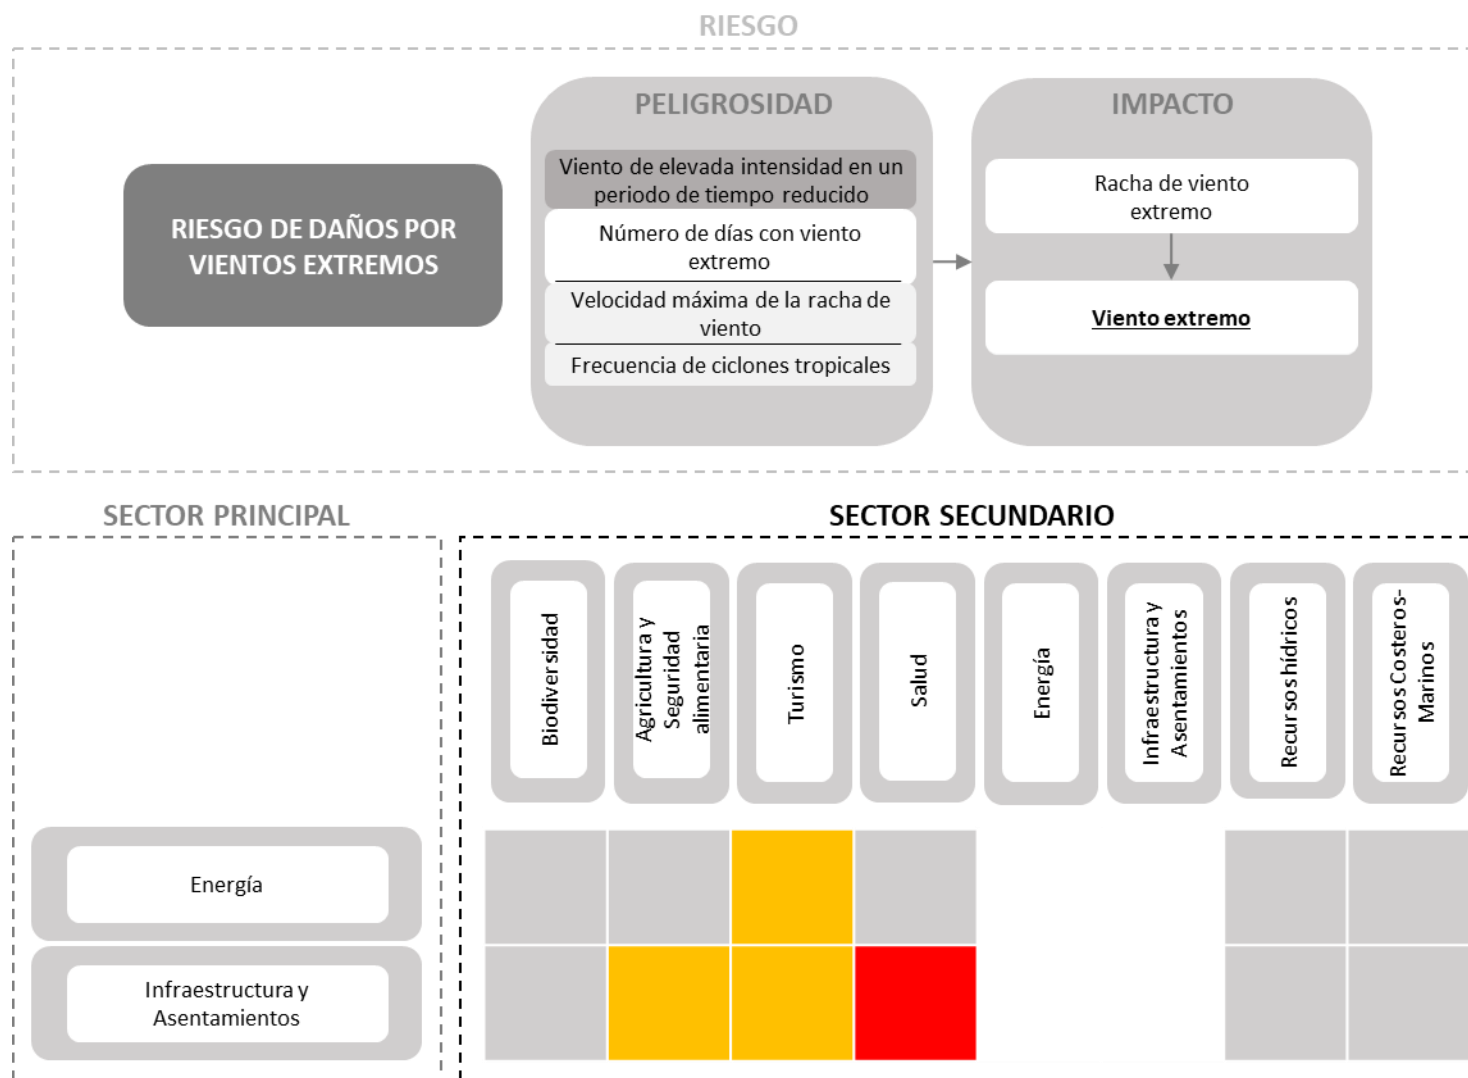 RIESGO
RIESGO DE DAÑOS POR
VIENTOS EXTREMOS
PELIGROSIDAD
Viento de elevada intensidad en un
periodo de tiempo reducido
Número de días con viento
extremo
Velocidad máxima de la racha de
viento
Frecuencia de ciclones tropicales
IMPACTO
Racha de viento
extremo
Viento extremo
SECTOR PRINCIPAL
SECTOR SECUNDARIO
Biodiversidad
Agricultura y
Seguridad
alimentaria
Turismo
Salud
Energía
Infraestructura y
Asentamientos
Recursos hídricos
Recursos Costeros-
Marinos
Energía
Infraestructura y
Asentamientos